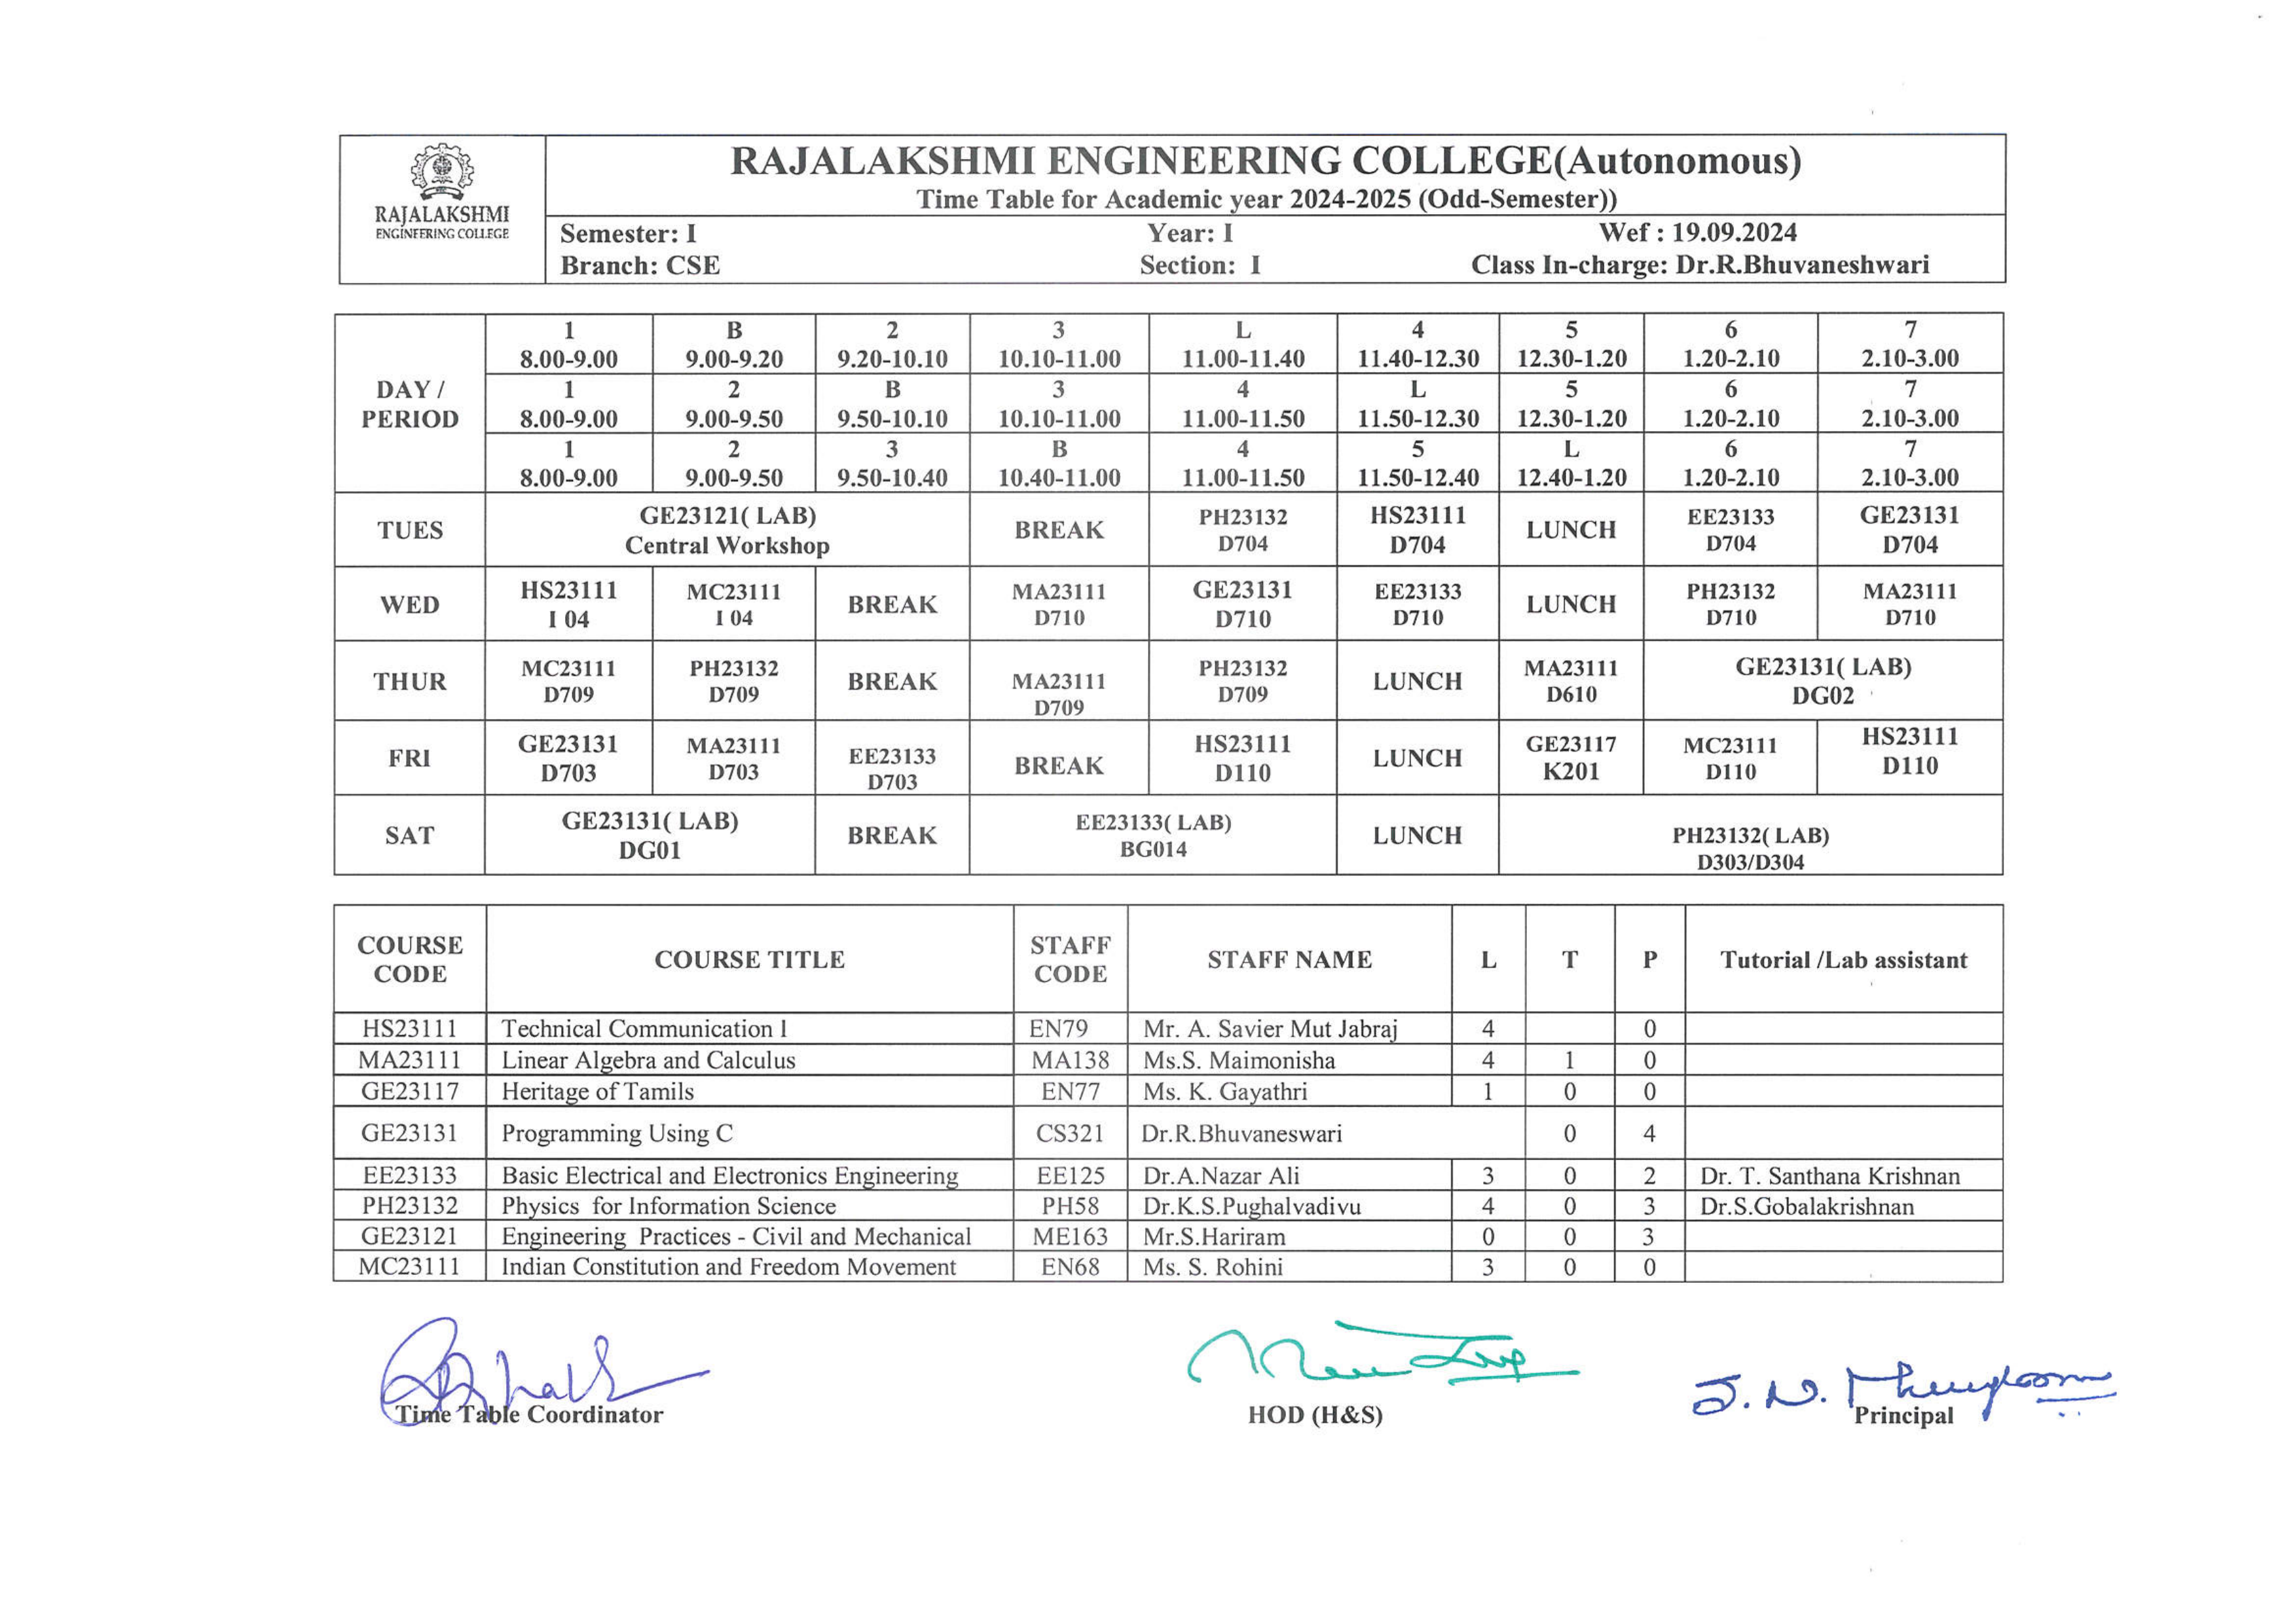 RAJALAKSHMI
ENGINEERING COLLEGE
RAJALAKSHMI ENGINEERING COLLEGE(Autonomous)
Time Table for Academic year 2024-2025 (Odd-Semester))
Semester: I Year: I Wef : 19.09.2024
Branch: CSE Section: I Class In-charge: Dr.R.Bhuvaneshwari
DAY / PERIOD
1 B 2 3 L 4 5 6 7
8.00-9.00 9.00-9.20 9.20-10.10 10.10-11.00 11.00-11.40 11.40-12.30 12.30-1.20 1.20-2.10 2.10-3.00
1 2 B 3 4 L 5 6 7
8.00-9.00 9.00-9.50 9.50-10.10 10.10-11.00 11.00-11.50 11.50-12.30 12.30-1.20 1.20-2.10 2.10-3.00
1 2 3 B 4 5 L 6 7
8.00-9.00 9.00-9.50 9.50-10.40 10.40-11.00 11.00-11.50 11.50-12.40 12.40-1.20 1.20-2.10 2.10-3.00
TUES GE23121( LAB) BREAK PH23132 HS23111 LUNCH EE23133 GE23131
Central Workshop D704 D704 D704 D704
WED HS23111 MC23111 BREAK MA23111 GE23131 EE23133 LUNCH PH23132 MA23111
I 04 I 04 D710 D710 D710 D710 D710
THUR MC23111 PH23132 BREAK MA23111 PH23132 LUNCH MA23111 GE23131( LAB)
D709 D709 D709 D709 D610 DG02
FRI GE23131 MA23111 EE23133 BREAK HS23111 LUNCH GE23117 MC23111 HS23111
D703 D703 D703 D110 K201 D110 D110
SAT GE23131( LAB) BREAK EE23133( LAB) LUNCH PH23132( LAB)
DG01 BG014 D303/D304
COURSE CODE COURSE TITLE STAFF CODE STAFF NAME L T P Tutorial /Lab assistant
HS23111 Technical Communication I EN79 Mr. A. Savier Mut Jabraj 4 0
MA23111 Linear Algebra and Calculus MA138 Ms.S. Maimonisha 4 1 0
GE23117 Heritage of Tamils EN77 Ms. K. Gayathri 1 0 0
GE23131 Programming Using C CS321 Dr.R.Bhuvaneswari 0 4
EE23133 Basic Electrical and Electronics Engineering EE125 Dr.A.Nazar Ali 3 0 2 Dr. T. Santhana Krishnan
PH23132 Physics for Information Science PH58 Dr.K.S.Pughalvadivu 4 0 3 Dr.S.Gobalakrishnan
GE23121 Engineering Practices - Civil and Mechanical ME163 Mr.S.Hariram 0 0 3
MC23111 Indian Constitution and Freedom Movement EN68 Ms. S. Rohini 3 0 0
Time Table Coordinator HOD (H&S) Principal